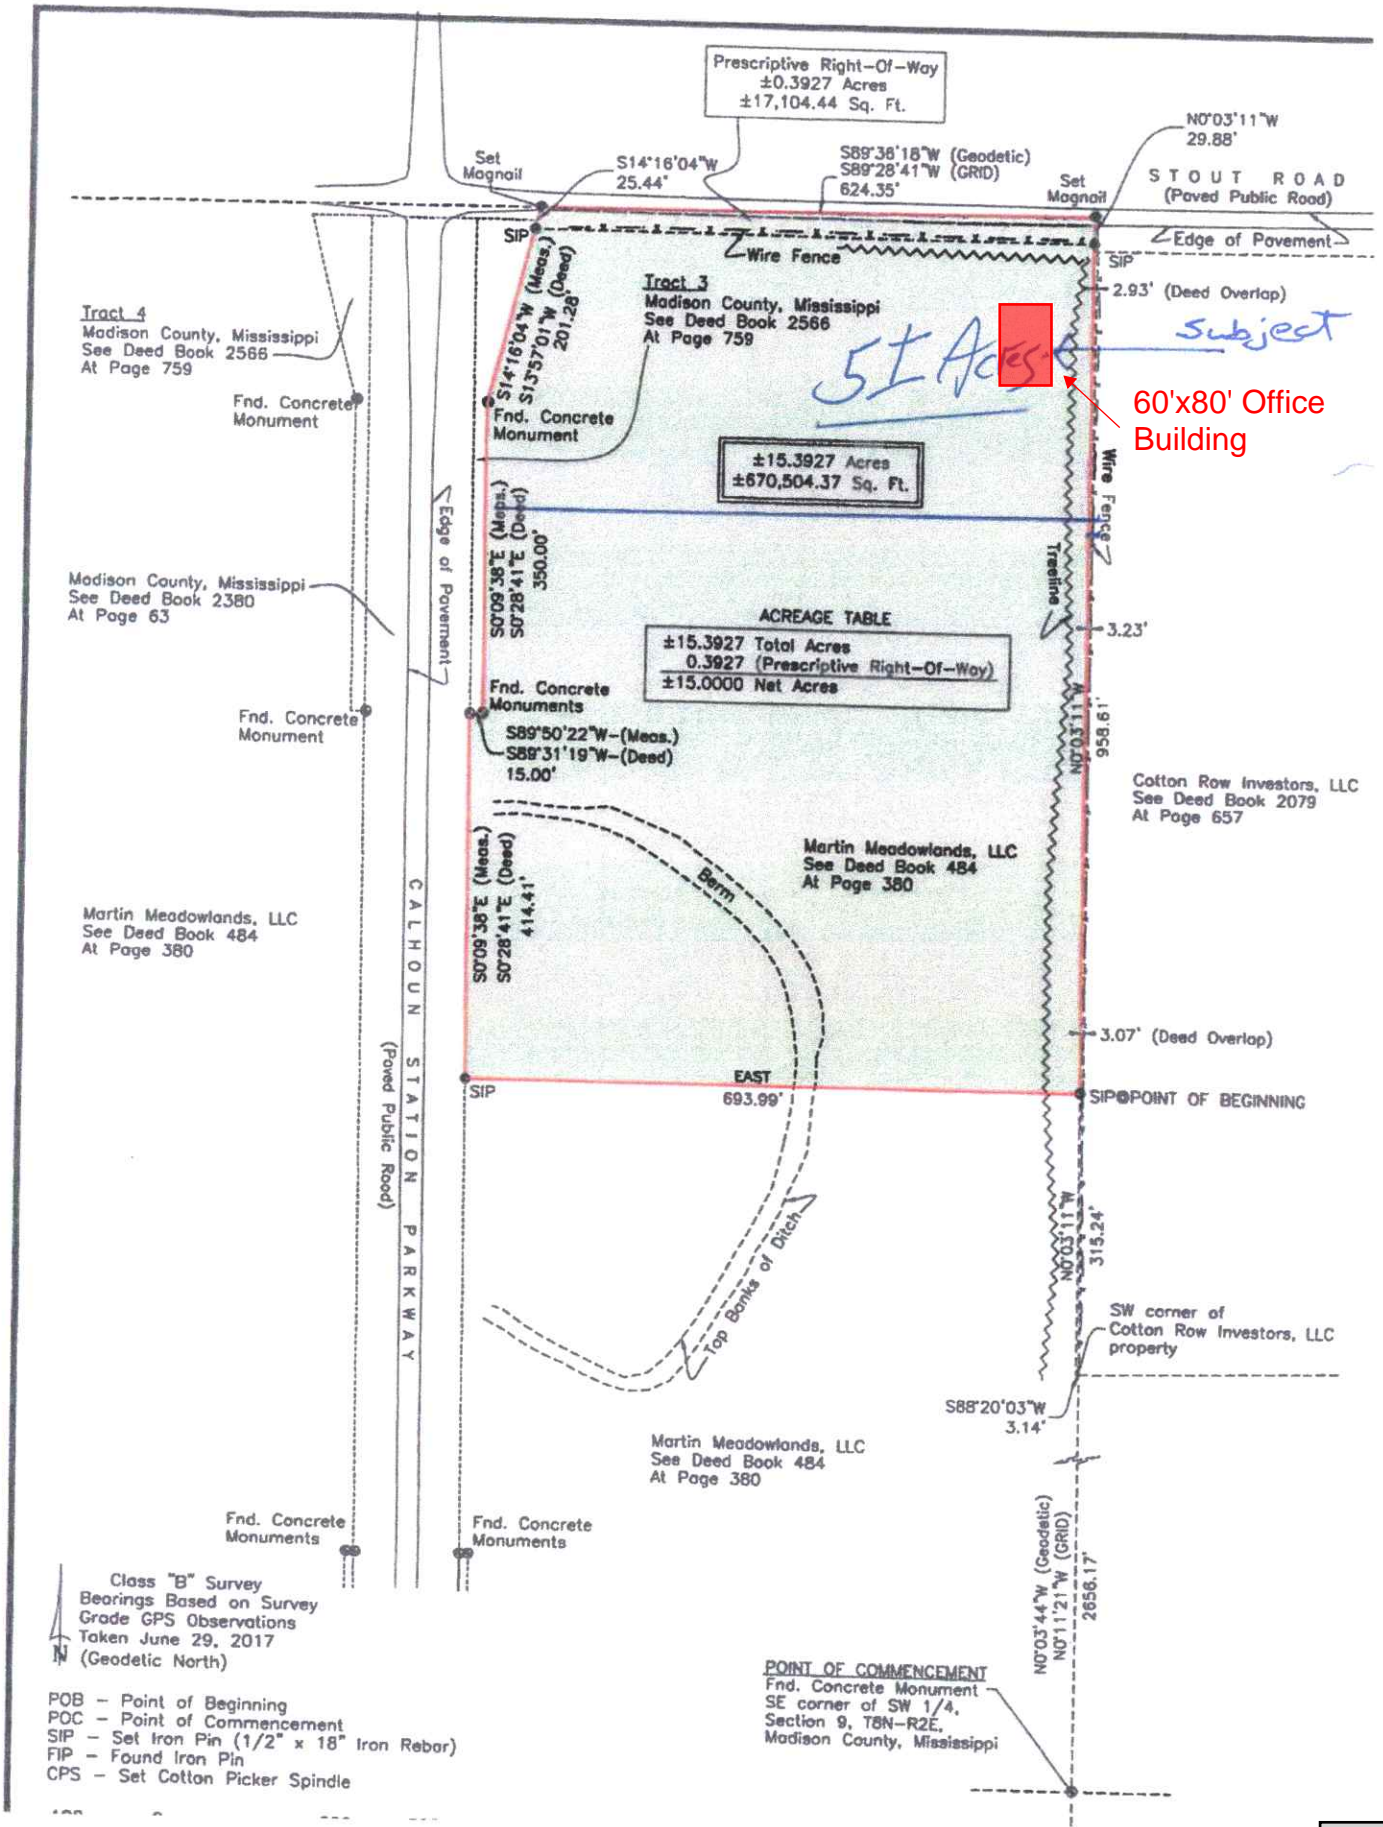 Prescriptive Right-Of-Way
±0.3927 Acres
±17,104.44 Sq. Ft.
N0°03'11"W
29.88'
Set
Magnail
S14°16'04"W
25.44'
S89°36'18"W (Geodetic)
S89°28'41"W (GRID)
624.35'
Set
Magnail
STOUT ROAD
(Paved Public Road)
Edge of Pavement
SIP
SIP
Wire Fence
2.93' (Deed Overlap)
Tract 3
Madison County, Mississippi
See Deed Book 2566
At Page 759
S14°16'04"W (Meas.)
S13°57'01"W (Deed)
201.28'
Tract 4
Madison County, Mississippi
See Deed Book 2566
At Page 759
5± Acres
Subject
60'x80' Office
Building
Fnd. Concrete
Monument
Fnd. Concrete
Monument
±15.3927 Acres
±670,504.37 Sq. Ft.
Wire Fence
Edge of Pavement
S0°09'38"E (Meas.)
S0°28'41"E (Deed)
350.00'
Treeline
Madison County, Mississippi
See Deed Book 2380
At Page 63
ACREAGE TABLE
±15.3927 Total Acres
0.3927 (Prescriptive Right-Of-Way)
±15.0000 Net Acres
3.23'
Fnd. Concrete
Monument
Fnd. Concrete
Monuments
S89°50'22"W-(Meas.)
S89°31'19"W-(Deed)
15.00'
N0°03'11"W
958.61'
Cotton Row Investors, LLC
See Deed Book 2079
At Page 657
Martin Meadowlands, LLC
See Deed Book 484
At Page 380
Berm
S0°09'38"E (Meas.)
S0°28'41"E (Deed)
414.41'
Martin Meadowlands, LLC
See Deed Book 484
At Page 380
CALHOUN STATION PARKWAY
(Paved Public Road)
3.07' (Deed Overlap)
EAST
693.99'
SIP
SIP@POINT OF BEGINNING
Top Banks of Ditch
N0°03'11"W
315.24'
SW corner of
Cotton Row Investors, LLC
property
S88°20'03"W
3.14'
Martin Meadowlands, LLC
See Deed Book 484
At Page 380
Fnd. Concrete
Monuments
Fnd. Concrete
Monuments
N0°03'44"W (Geodetic)
N0°11'21"W (GRID)
2656.17'
Class "B" Survey
Bearings Based on Survey
Grade GPS Observations
Taken June 29, 2017
N (Geodetic North)
POINT OF COMMENCEMENT
Fnd. Concrete Monument
SE corner of SW 1/4,
Section 9, T8N-R2E,
Madison County, Mississippi
POB - Point of Beginning
POC - Point of Commencement
SIP - Set Iron Pin (1/2" x 18" Iron Rebar)
FIP - Found Iron Pin
CPS - Set Cotton Picker Spindle